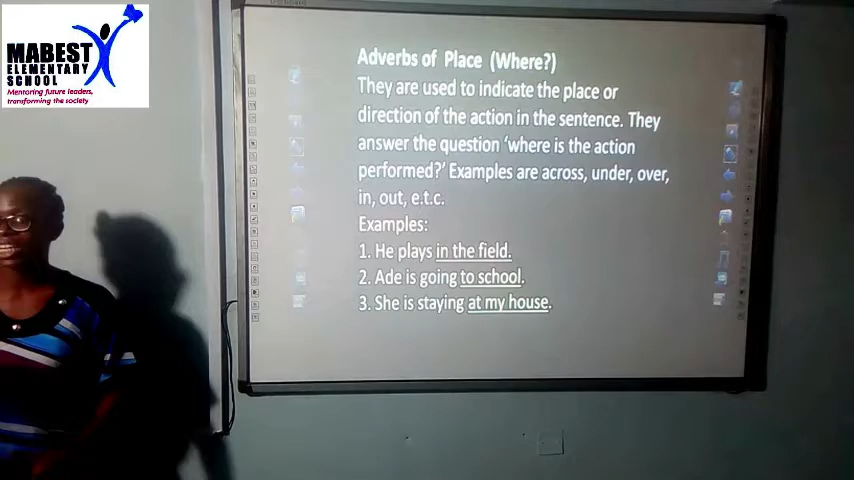 MABEST
ELEMENTARY
SCHOOL
Mentoring future leaders,
transforming the society
Adverbs of Place (Where?)
They are used to indicate the place or
direction of the action in the sentence. They
answer the question ‘where is the action
performed?’ Examples are across, under, over,
in, out, e.t.c.
Examples:
1. He plays in the field.
2. Ade is going to school.
3. She is staying at my house.